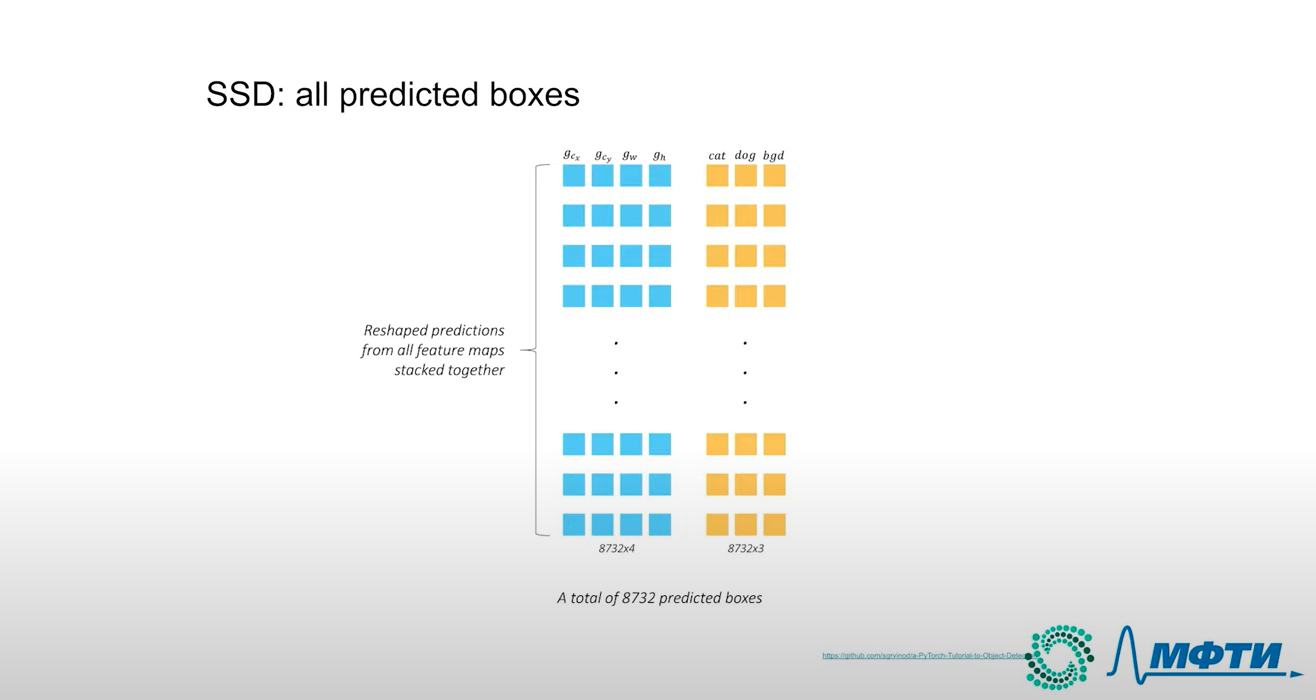 SSD: all predicted boxes
g_{c_x} g_{c_y} g_w g_h cat dog bgd
Reshaped predictions
from all feature maps
stacked together
8732x4 8732x3
A total of 8732 predicted boxes
https://github.com/sgrvinod/a-PyTorch-Tutorial-to-Object-Dete
МФТИ